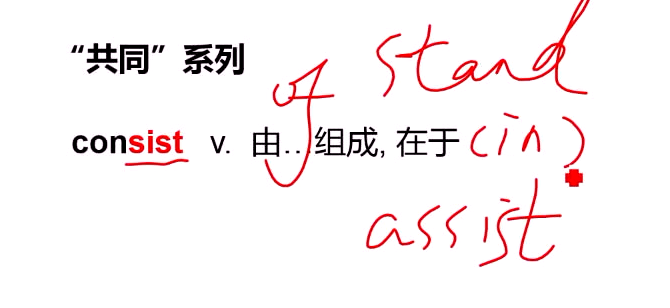 “共同”系列
stand
of
consist v. 由…组成, 在于 (in)
assist